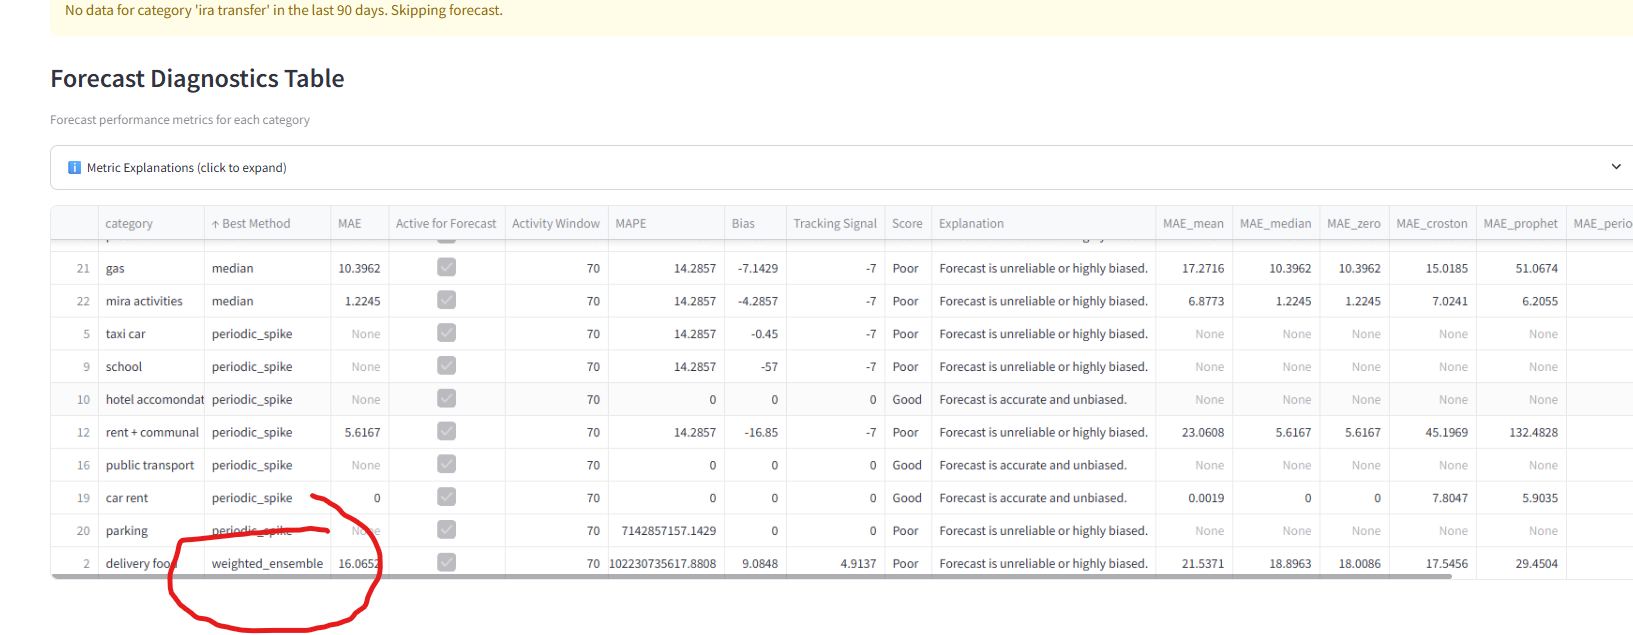 No data for category 'ira transfer' in the last 90 days. Skipping forecast.
Forecast Diagnostics Table
Forecast performance metrics for each category
Metric Explanations (click to expand)
category ↑ Best Method MAE Active for Forecast Activity Window MAPE Bias Tracking Signal Score Explanation MAE_mean MAE_median MAE_zero MAE_croston MAE_prophet MAE_perio
21 gas median 10.3962 70 14.2857 -7.1429 -7 Poor Forecast is unreliable or highly biased. 17.2716 10.3962 10.3962 15.0185 51.0674
22 mira activities median 1.2245 70 14.2857 -4.2857 -7 Poor Forecast is unreliable or highly biased. 6.8773 1.2245 1.2245 7.0241 6.2055
5 taxi car periodic_spike None 70 14.2857 -0.45 -7 Poor Forecast is unreliable or highly biased. None None None None None
9 school periodic_spike None 70 14.2857 -57 -7 Poor Forecast is unreliable or highly biased. None None None None None
10 hotel accomondat periodic_spike None 70 0 0 0 Good Forecast is accurate and unbiased. None None None None None
12 rent + communal periodic_spike 5.6167 70 14.2857 -16.85 -7 Poor Forecast is unreliable or highly biased. 23.0608 5.6167 5.6167 45.1969 132.4828
16 public transport periodic_spike None 70 0 0 0 Good Forecast is accurate and unbiased. None None None None None
19 car rent periodic_spike 0 70 0 0 0 Good Forecast is accurate and unbiased. 0.0019 0 0 7.8047 5.9035
20 parking periodic_spike None 70 7142857157.1429 0 0 Poor Forecast is unreliable or highly biased. None None None None None
2 delivery food weighted_ensemble 16.0652 70 102230735617.8808 9.0848 4.9137 Poor Forecast is unreliable or highly biased. 21.5371 18.8963 18.0086 17.5456 29.4504